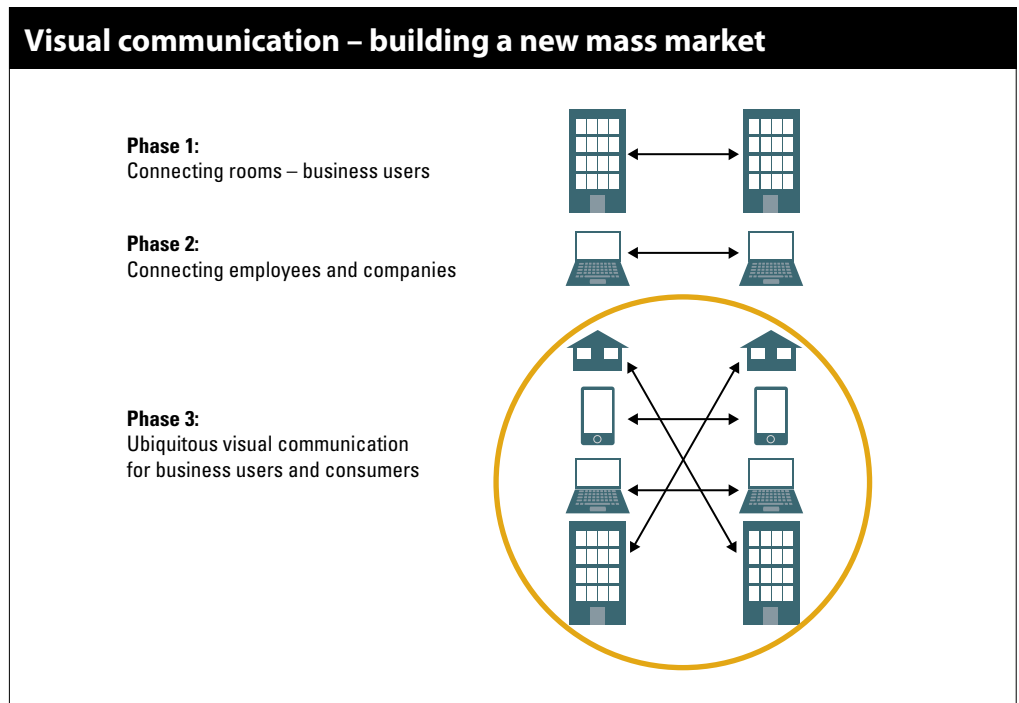 Visual communication – building a new mass market
Phase 1:
Connecting rooms – business users
Phase 2:
Connecting employees and companies
Phase 3:
Ubiquitous visual communication
for business users and consumers